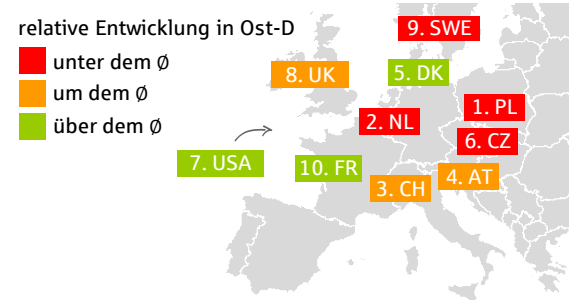 relative Entwicklung in Ost-D
unter dem Ø
um dem Ø
über dem Ø
9. SWE
8. UK
5. DK
1. PL
2. NL
6. CZ
7. USA
10. FR
4. AT
3. CH